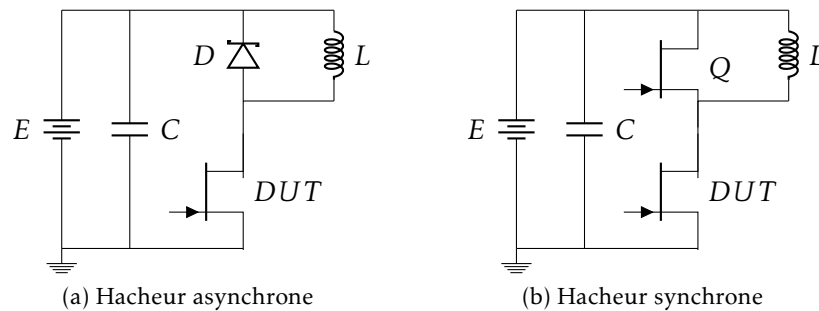 D
L
E
C
DUT
(a) Hacheur asynchrone
Q
L
E
C
DUT
(b) Hacheur synchrone